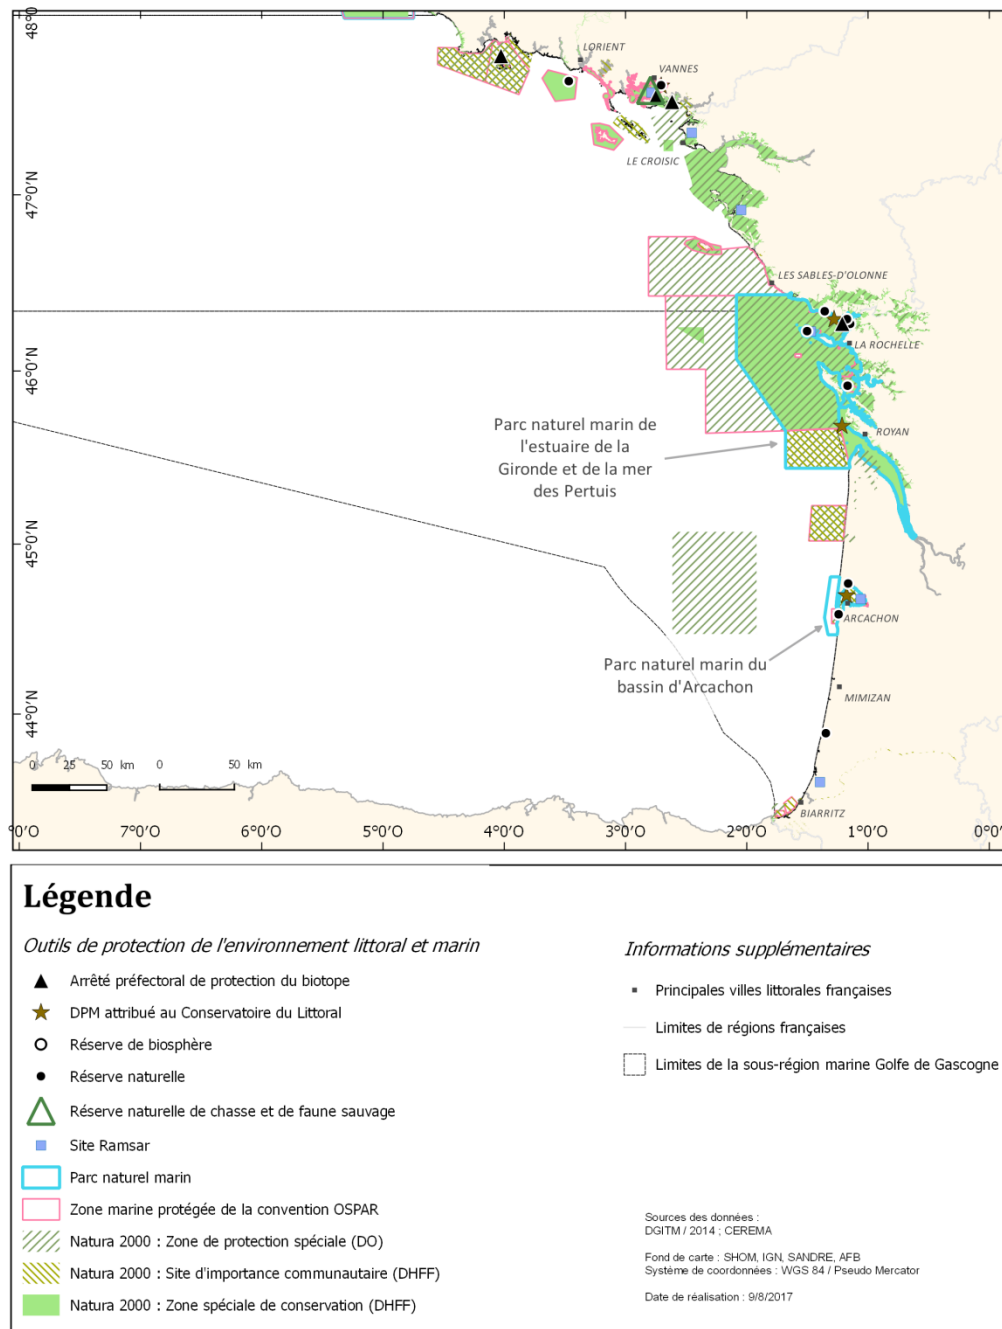 48°0
LORIENT
VANNES
LE CROISIC
47°0'N
LES SABLES-D'OLONNE
LA ROCHELLE
46°0'N
Parc naturel marin de
l'estuaire de la
Gironde et de la mer
des Pertuis
ROYAN
45°0'N
ARCACHON
Parc naturel marin du
bassin d'Arcachon
MIMIZAN
44°0'N
0 25 50 km 0 50 km
BIARRITZ
°0'O 7°0'O 6°0'O 5°0'O 4°0'O 3°0'O 2°0'O 1°0'O 0°0'
Légende
Outils de protection de l'environnement littoral et marin
Arrêté préfectoral de protection du biotope
DPM attribué au Conservatoire du Littoral
Réserve de biosphère
Réserve naturelle
Réserve naturelle de chasse et de faune sauvage
Site Ramsar
Parc naturel marin
Zone marine protégée de la convention OSPAR
Natura 2000 : Zone de protection spéciale (DO)
Natura 2000 : Site d'importance communautaire (DHFF)
Natura 2000 : Zone spéciale de conservation (DHFF)
Informations supplémentaires
Principales villes littorales françaises
Limites de régions françaises
Limites de la sous-région marine Golfe de Gascogne
Sources des données :
DGITM / 2014 ; CEREMA
Fond de carte : SHOM, IGN, SANDRE, AFB
Système de coordonnées : WGS 84 / Pseudo Mercator
Date de réalisation : 9/8/2017